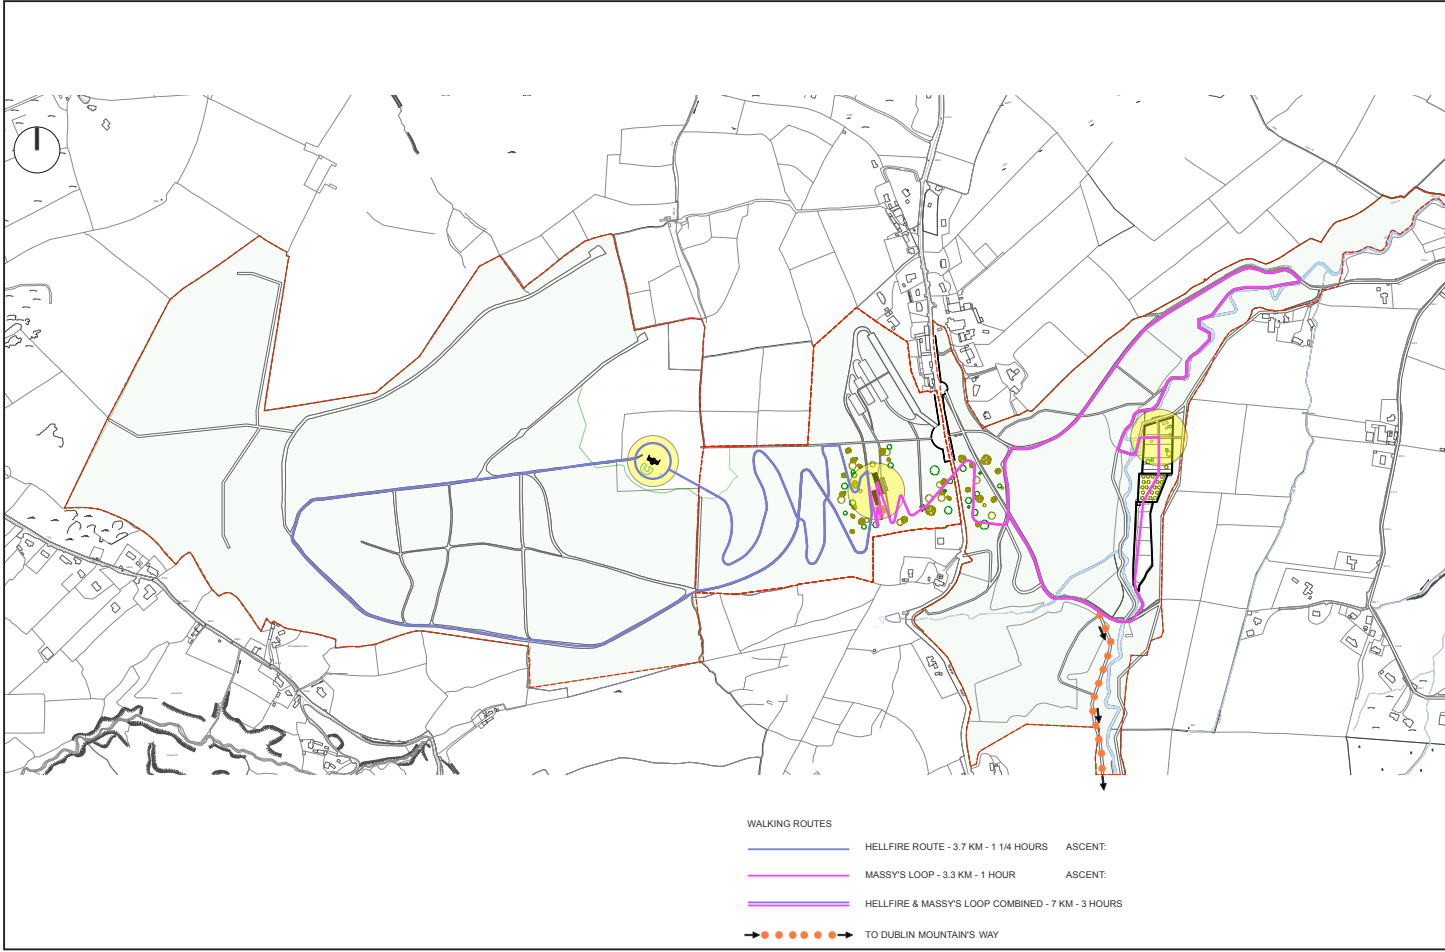 WALKING ROUTES
HELLFIRE ROUTE - 3.7 KM - 1 1/4 HOURS ASCENT:
MASSY'S LOOP - 3.3 KM - 1 HOUR ASCENT:
HELLFIRE & MASSY'S LOOP COMBINED - 7 KM - 3 HOURS
TO DUBLIN MOUNTAIN'S WAY